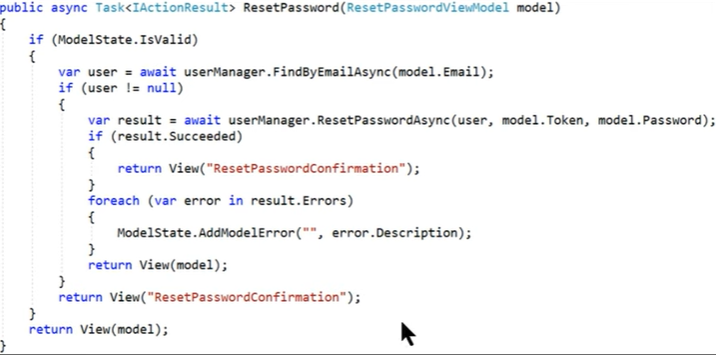 public async Task<IActionResult> ResetPassword(ResetPasswordViewModel model)
{
if (ModelState.IsValid)
{
var user = await userManager.FindByEmailAsync(model.Email);
if (user != null)
{
var result = await userManager.ResetPasswordAsync(user, model.Token, model.Password);
if (result.Succeeded)
{
return View("ResetPasswordConfirmation");
}
foreach (var error in result.Errors)
{
ModelState.AddModelError("", error.Description);
}
return View(model);
}
return View("ResetPasswordConfirmation");
}
return View(model);
}